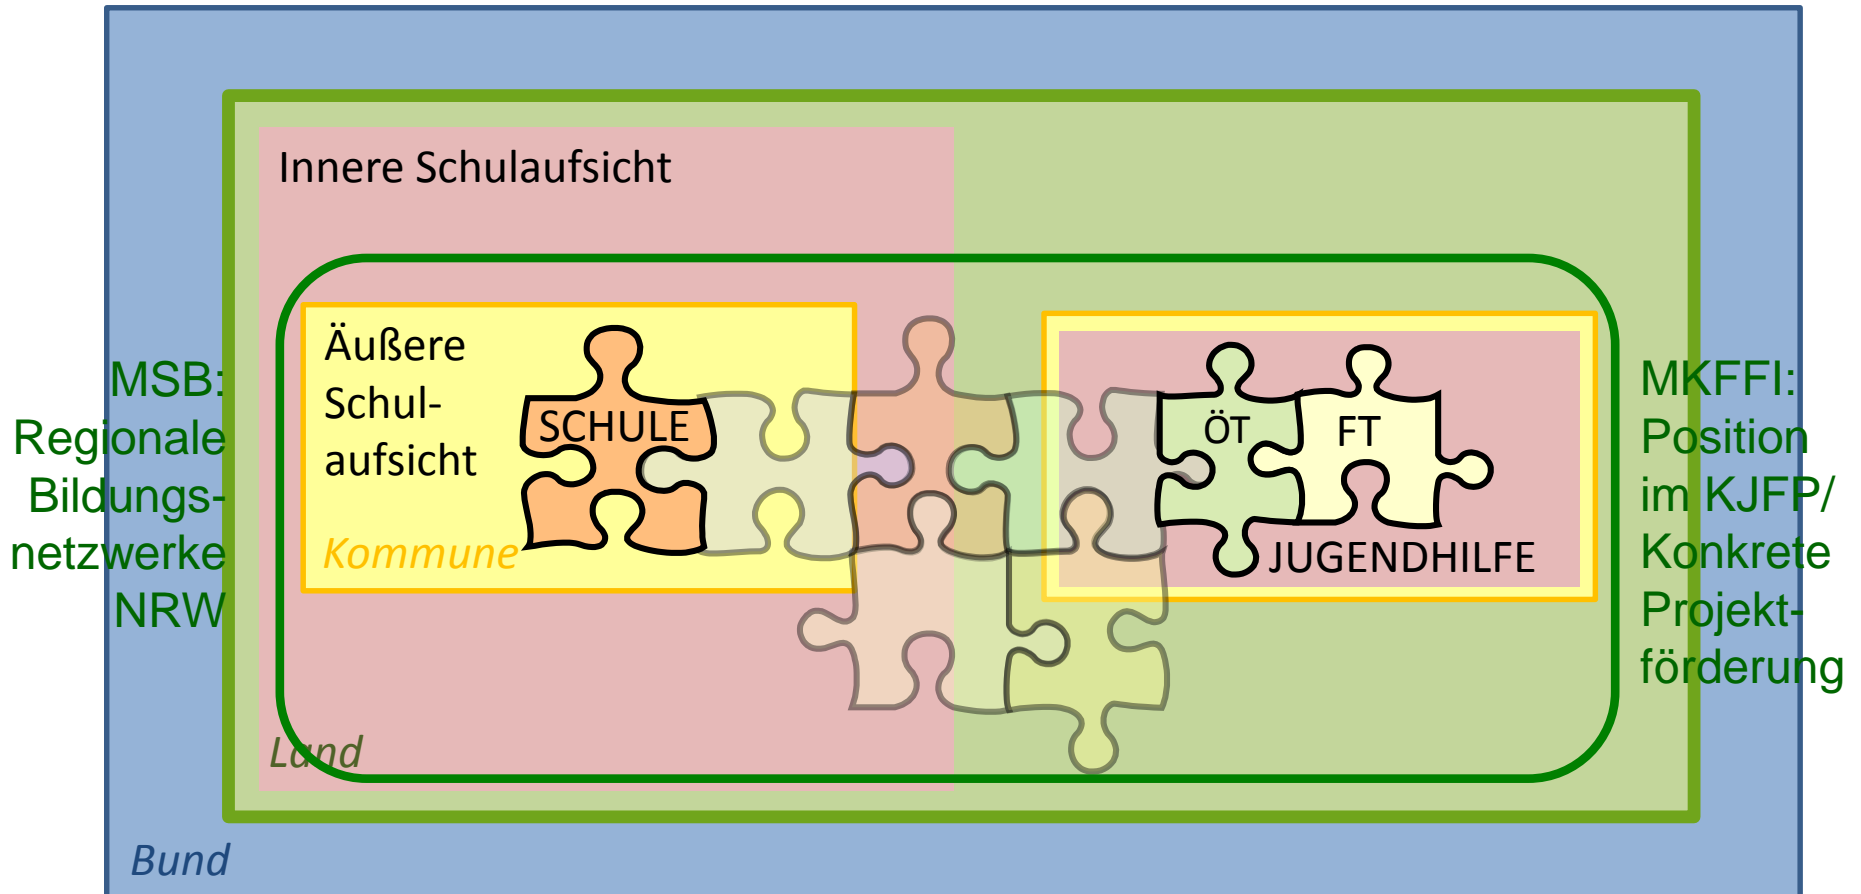 Innere Schulaufsicht
Äußere
Schul-
aufsicht
Kommune
SCHULE
ÖT
FT
JUGENDHILFE
MSB:
Regionale
Bildungs-
netzwerke
NRW
MKFFI:
Position
im KJFP/
Konkrete
Projekt-
förderung
Land
Bund